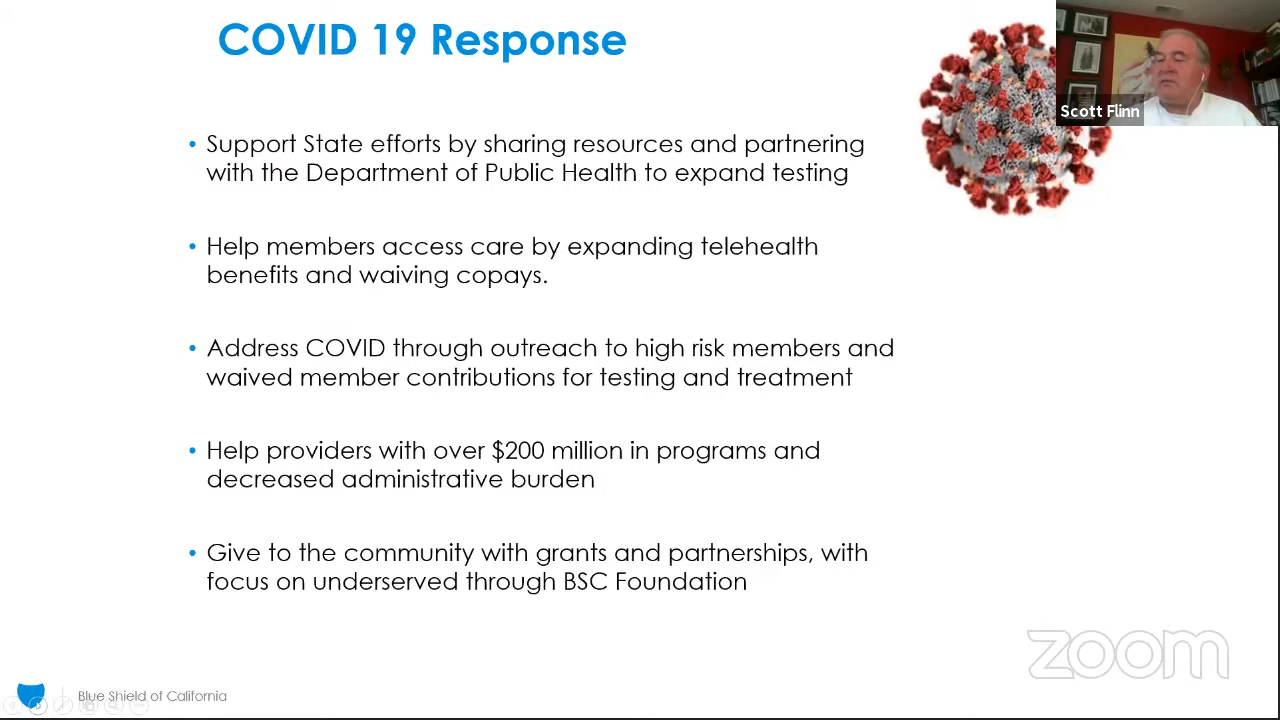 COVID 19 Response
Scott Flinn
• Support State efforts by sharing resources and partnering
with the Department of Public Health to expand testing
• Help members access care by expanding telehealth
benefits and waiving copays.
• Address COVID through outreach to high risk members and
waived member contributions for testing and treatment
• Help providers with over $200 million in programs and
decreased administrative burden
• Give to the community with grants and partnerships, with
focus on underserved through BSC Foundation
zoom
Blue Shield of California